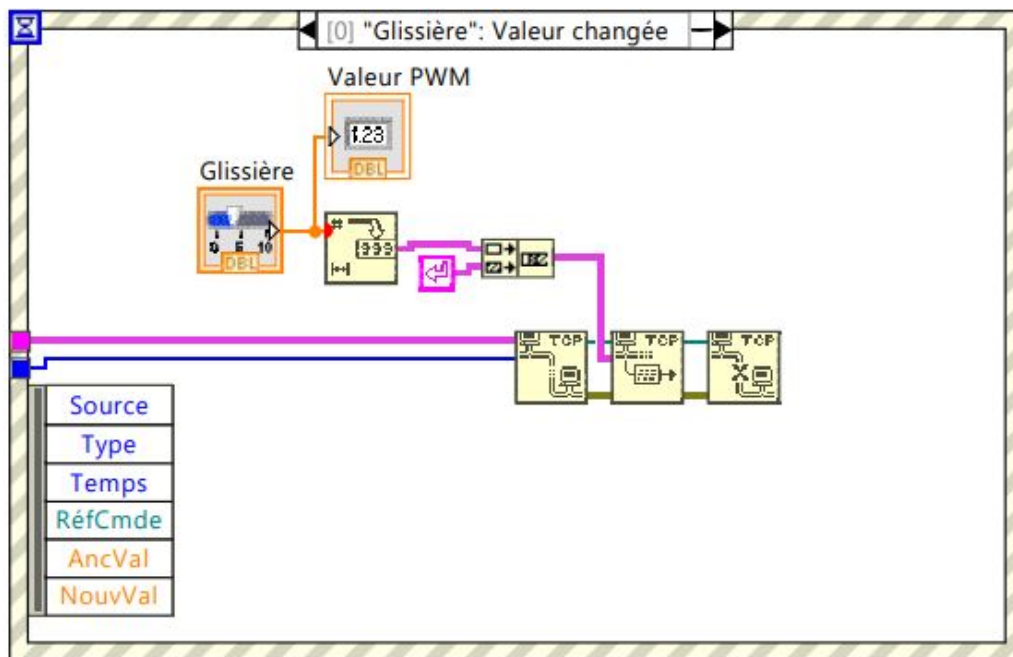 [0] "Glissière": Valeur changée
Valeur PWM
1.23
DBL
Glissière
0 5 10
DBL
#
999
TCP TCP TCP
Source
Type
Temps
RéfCmde
AncVal
NouvVal